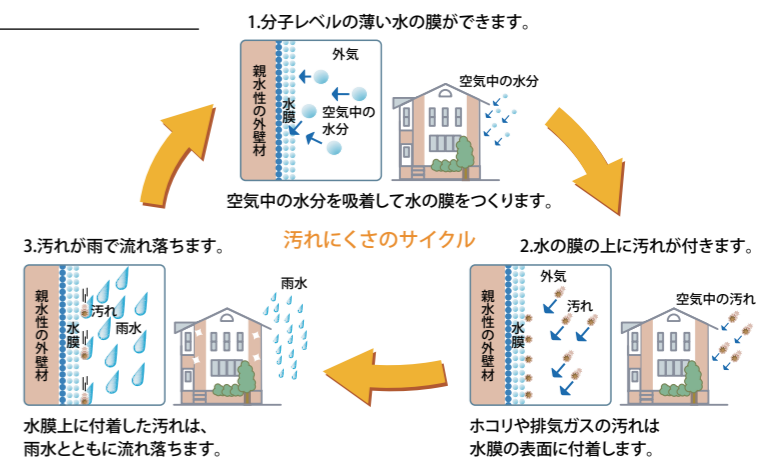 1.分子レベルの薄い水の膜ができます。
親水性の外壁材
水膜
外気
空気中の
水分
空気中の水分
空気中の水分を吸着して水の膜をつくります。
汚れにくさのサイクル
2.水の膜の上に汚れが付きます。
親水性の外壁材
水膜
外気
汚れ
空気中の汚れ
ホコリや排気ガスの汚れは
水膜の表面に付着します。
3.汚れが雨で流れ落ちます。
親水性の外壁材
水膜
汚れ
雨水
雨水
水膜上に付着した汚れは、
雨水とともに流れ落ちます。